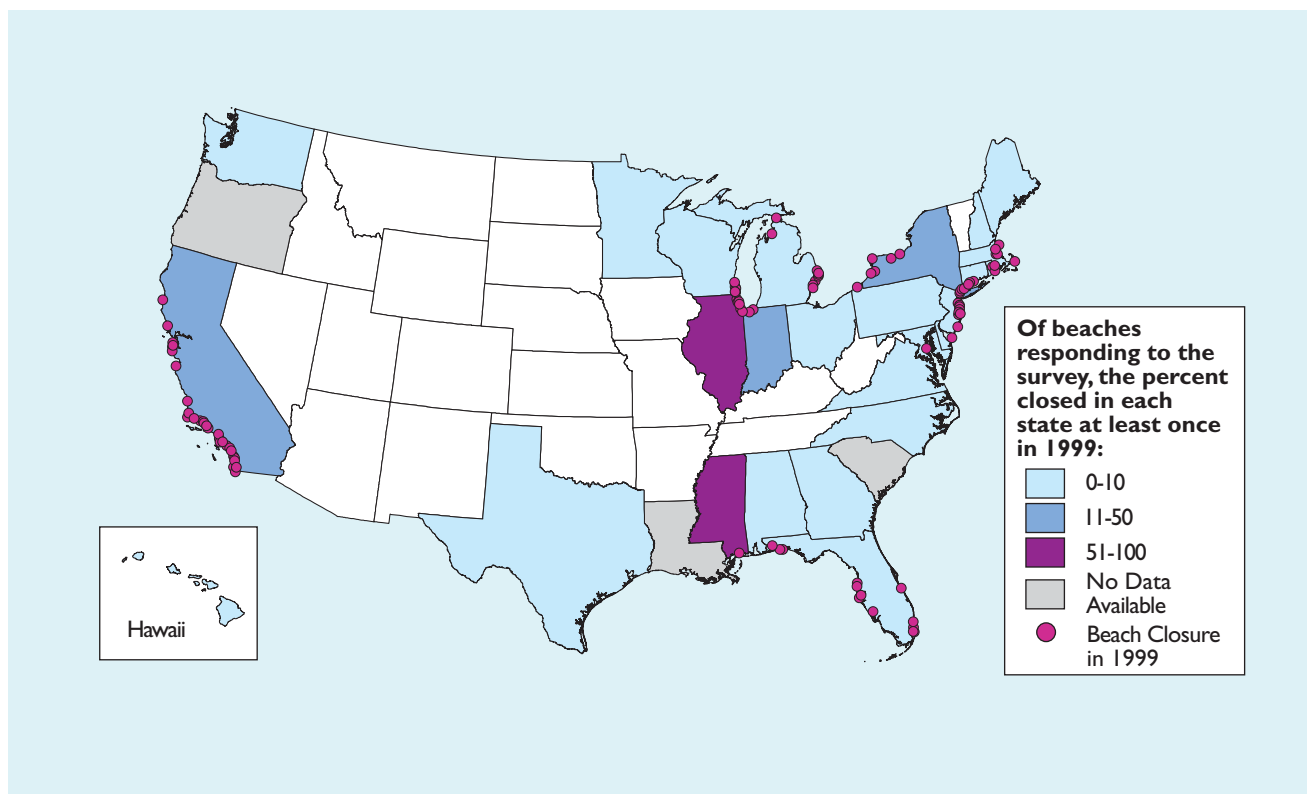 Of beaches
responding to the
survey, the percent
closed in each
state at least once
in 1999:
0-10
11-50
51-100
No Data
Available
Beach Closure
in 1999
Hawaii